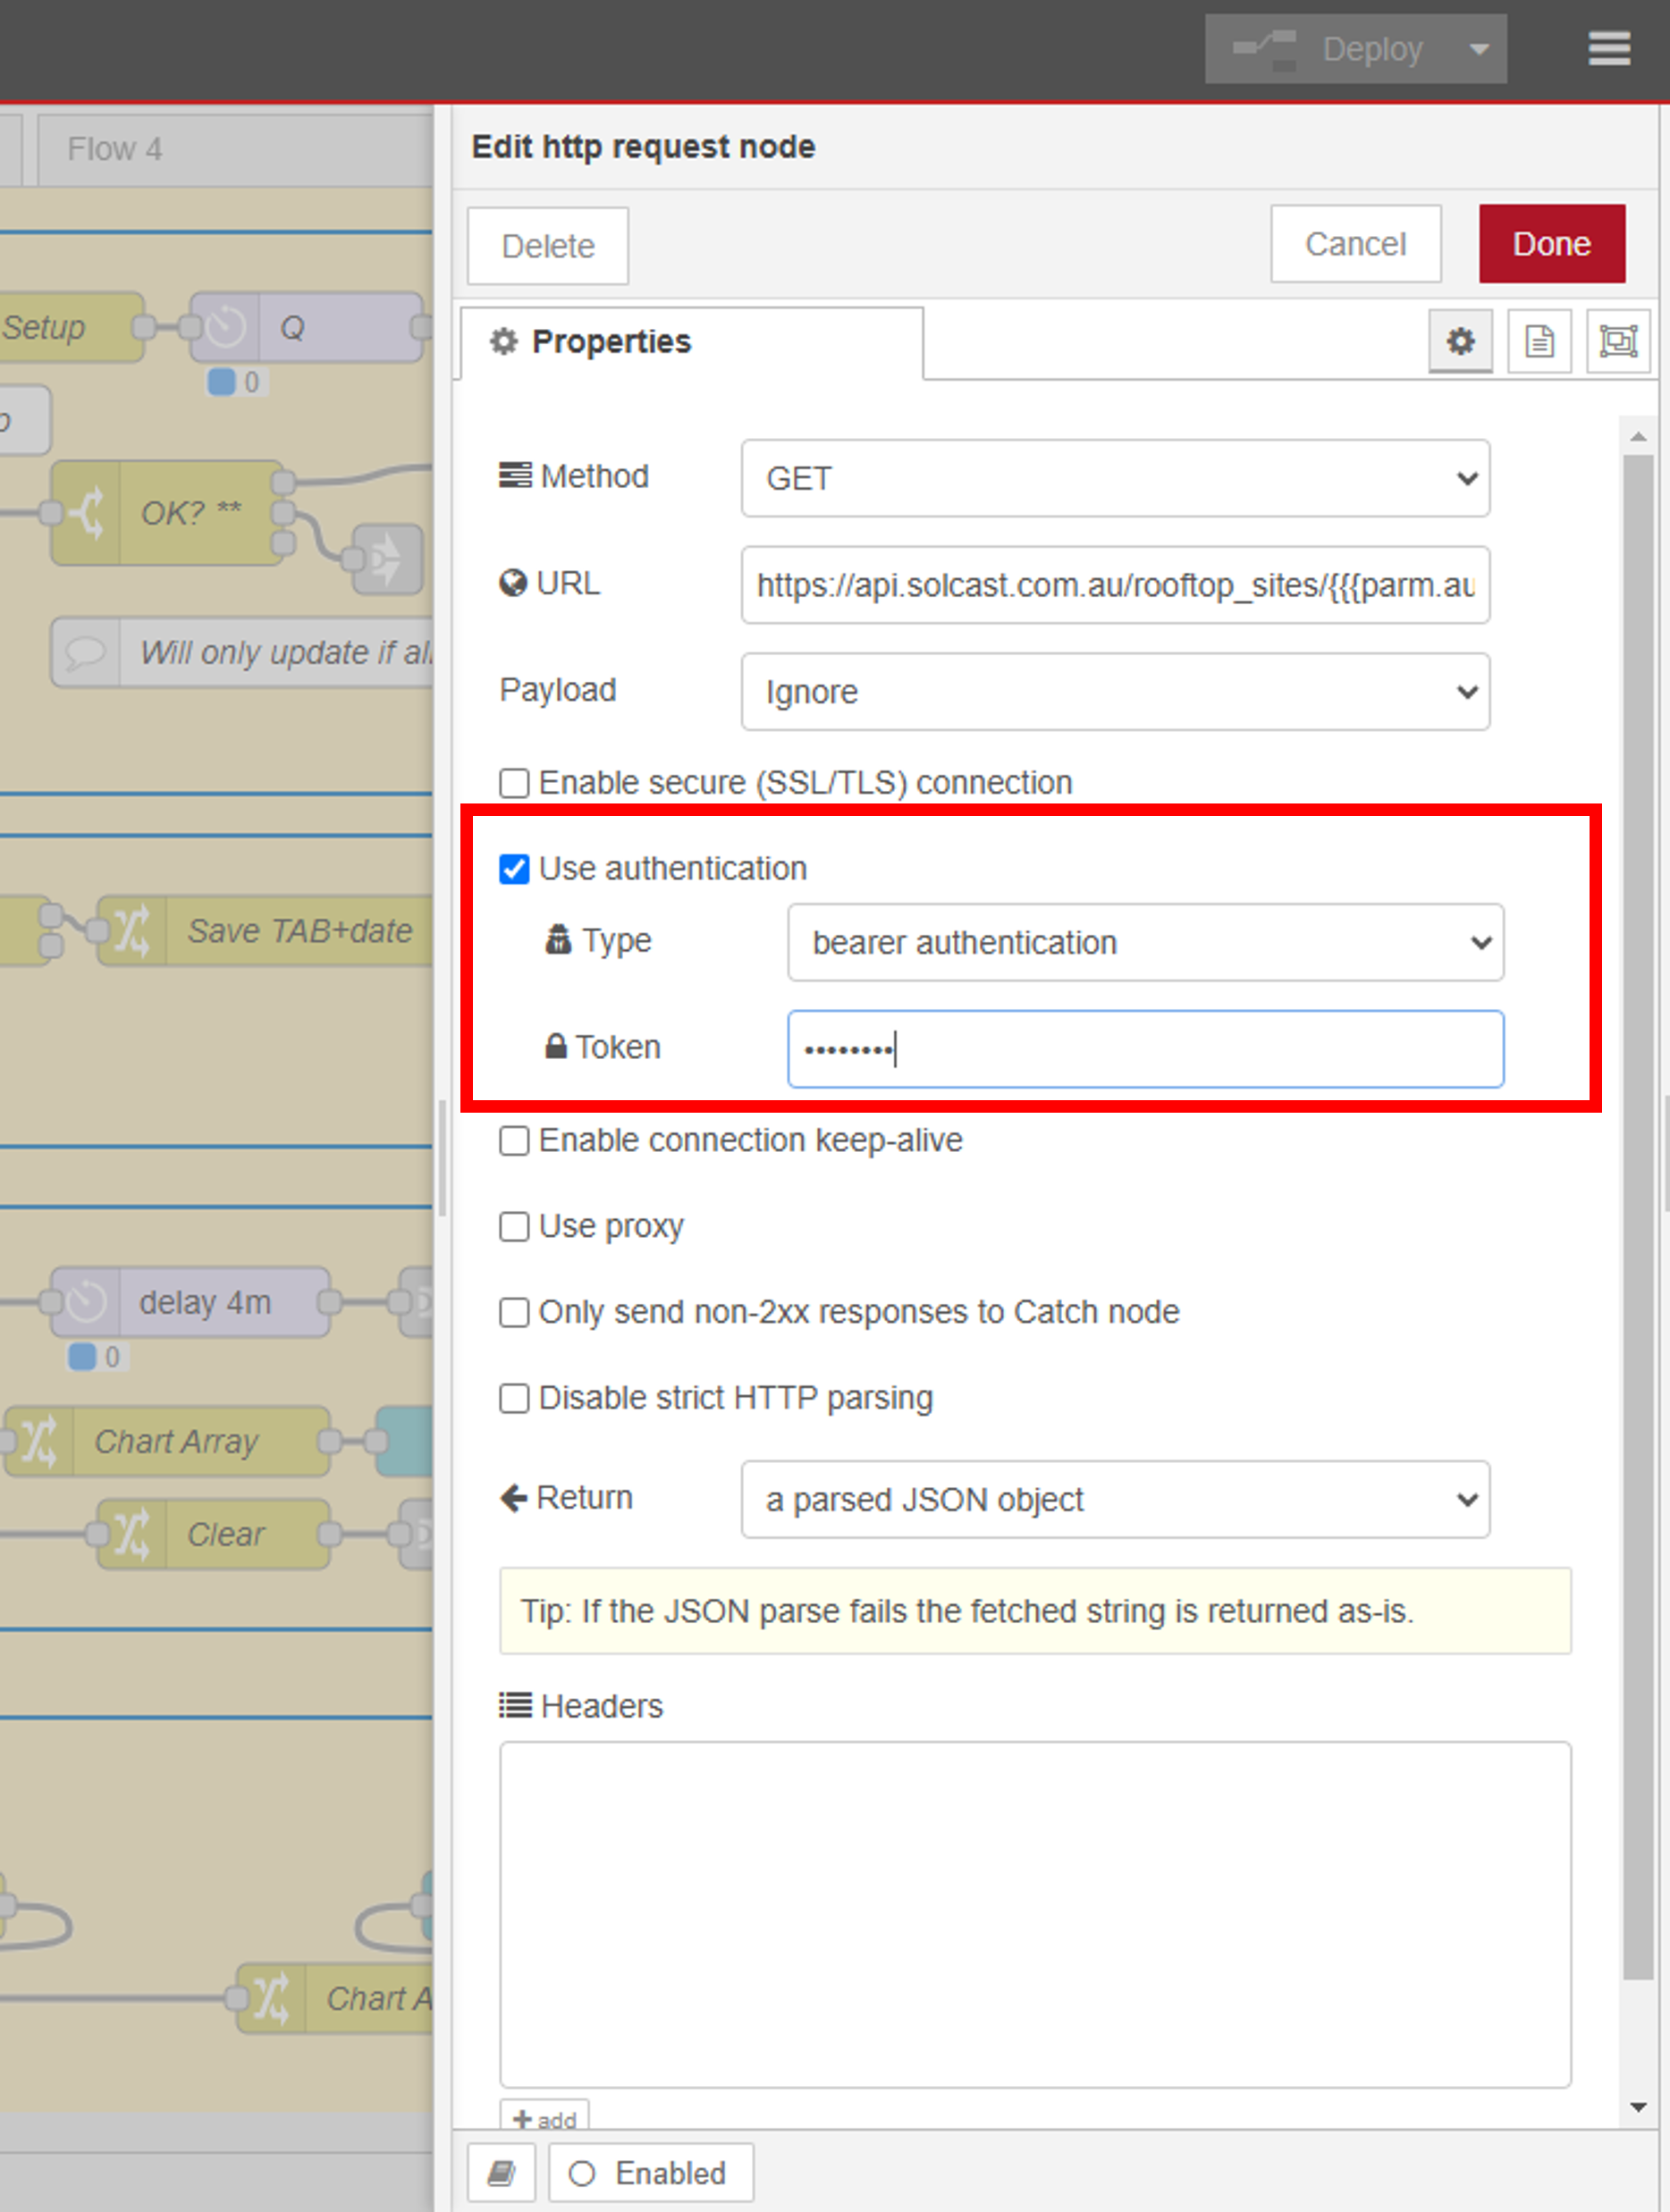 Deploy
Flow 4
Edit http request node
Delete
Cancel
Done
Setup
Q
0
Properties
Method
GET
OK? **
URL
https://api.solcast.com.au/rooftop_sites/{{{parm.au
Will only update if al
Payload
Ignore
Enable secure (SSL/TLS) connection
Use authentication
Save TAB+date
Type
bearer authentication
Token
••••••••
Enable connection keep-alive
Use proxy
delay 4m
0
Only send non-2xx responses to Catch node
Disable strict HTTP parsing
Chart Array
Return
a parsed JSON object
Clear
Tip: If the JSON parse fails the fetched string is returned as-is.
Headers
Chart A
add
Enabled